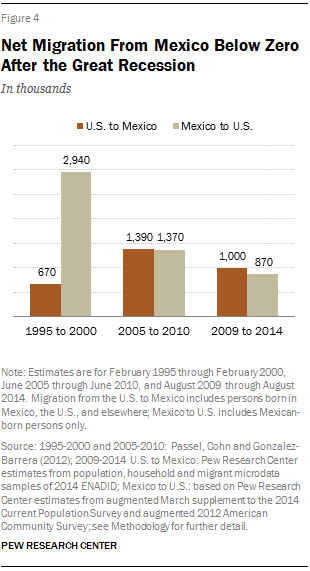 Figure 4
Net Migration From Mexico Below Zero
After the Great Recession
In thousands
U.S. to Mexico Mexico to U.S.
2,940
670
1,390 1,370
1,000 870
1995 to 2000 2005 to 2010 2009 to 2014
Note: Estimates are for February 1995 through February 2000,
June 2005 through June 2010, and August 2009 through August
2014. Migration from the U.S. to Mexico includes persons born in
Mexico, the U.S., and elsewhere; Mexico to U.S. includes Mexican-
born persons only.
Source: 1995-2000 and 2005-2010: Passel, Cohn and Gonzalez-
Barrera (2012); 2009-2014 U.S. to Mexico: Pew Research Center
estimates from population, household and migrant microdata
samples of 2014 ENADID; Mexico to U.S.: based on Pew Research
Center estimates from augmented March supplement to the 2014
Current Population Survey and augmented 2012 American
Community Survey; see Methodology for further detail.
PEW RESEARCH CENTER